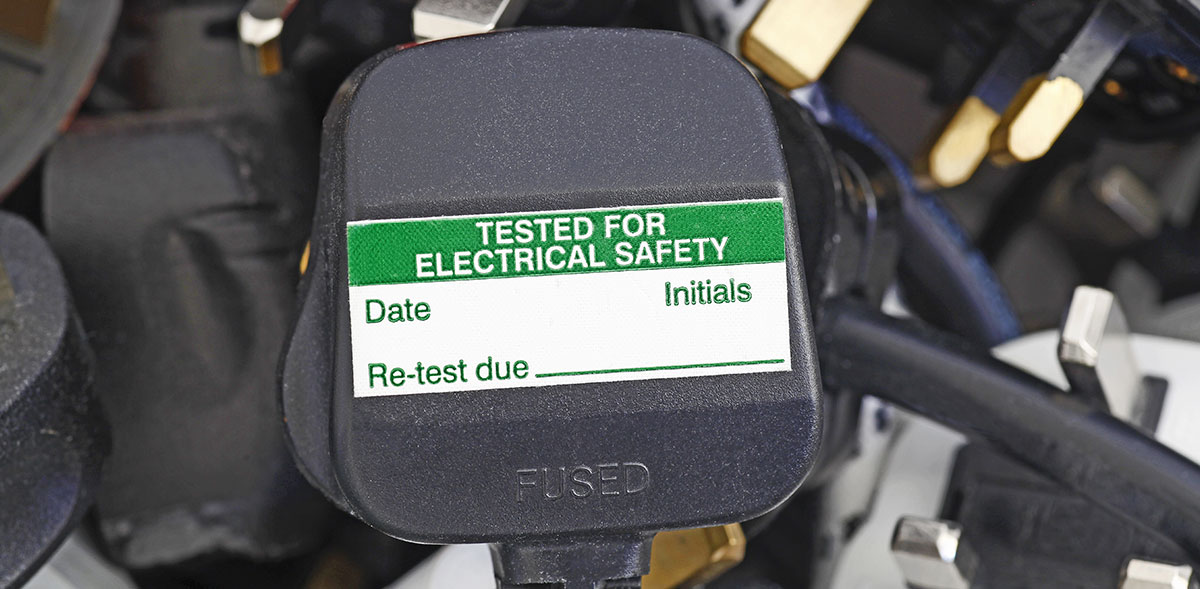 TESTED FOR
ELECTRICAL SAFETY
Date Initials
Re-test due
FUSED